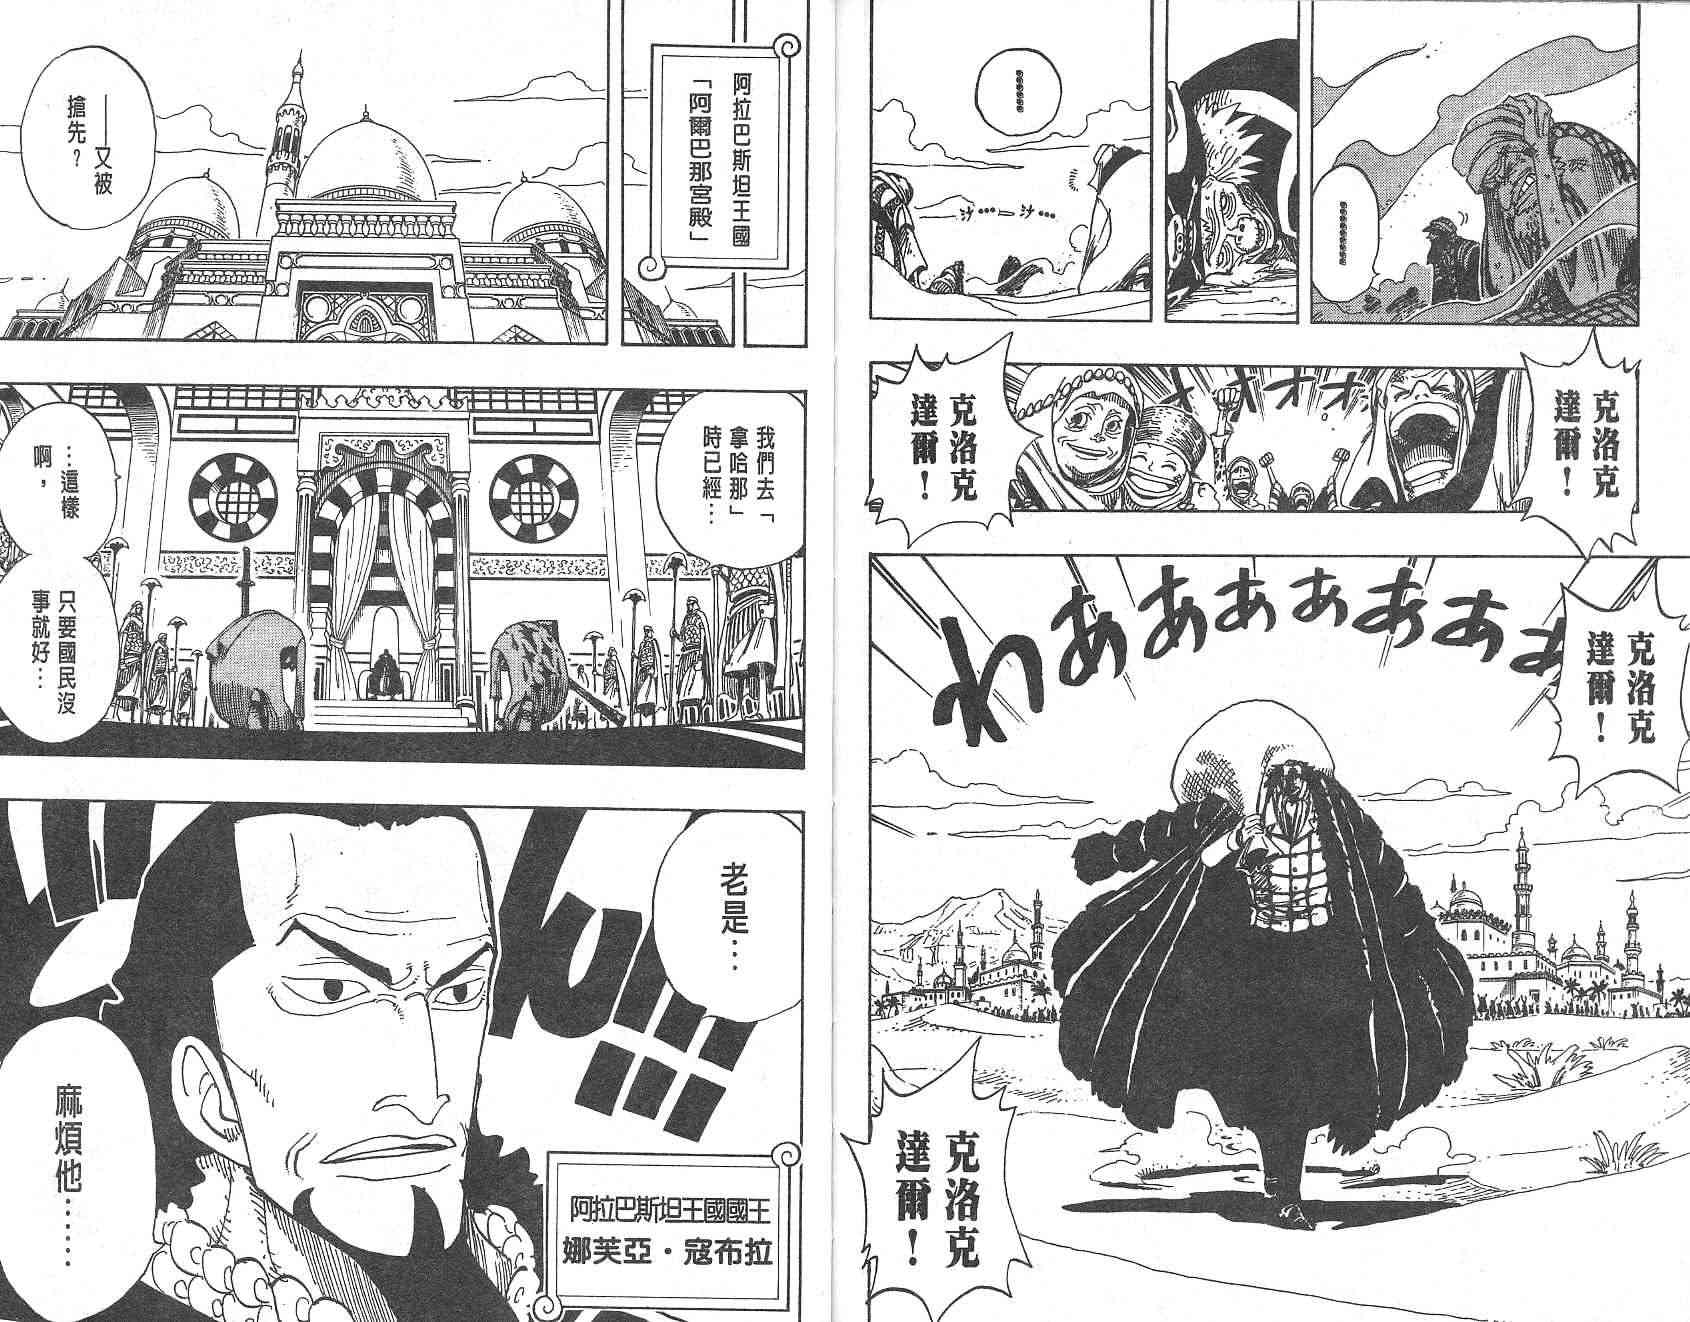 ………
………
沙…沙…
克洛克
達爾！
オオオオ
克洛克
達爾！
克洛克
達爾！
わあああああああ
克洛克
達爾！
阿拉巴斯坦王國
「阿爾巴那宮殿」
——又被
搶先？
我們去「
拿哈那」
時已經…
…這樣
啊，
只要國民沒
事就好…
老是…
麻煩他……
阿拉巴斯坦王國國王
娜芙亞・寇布拉